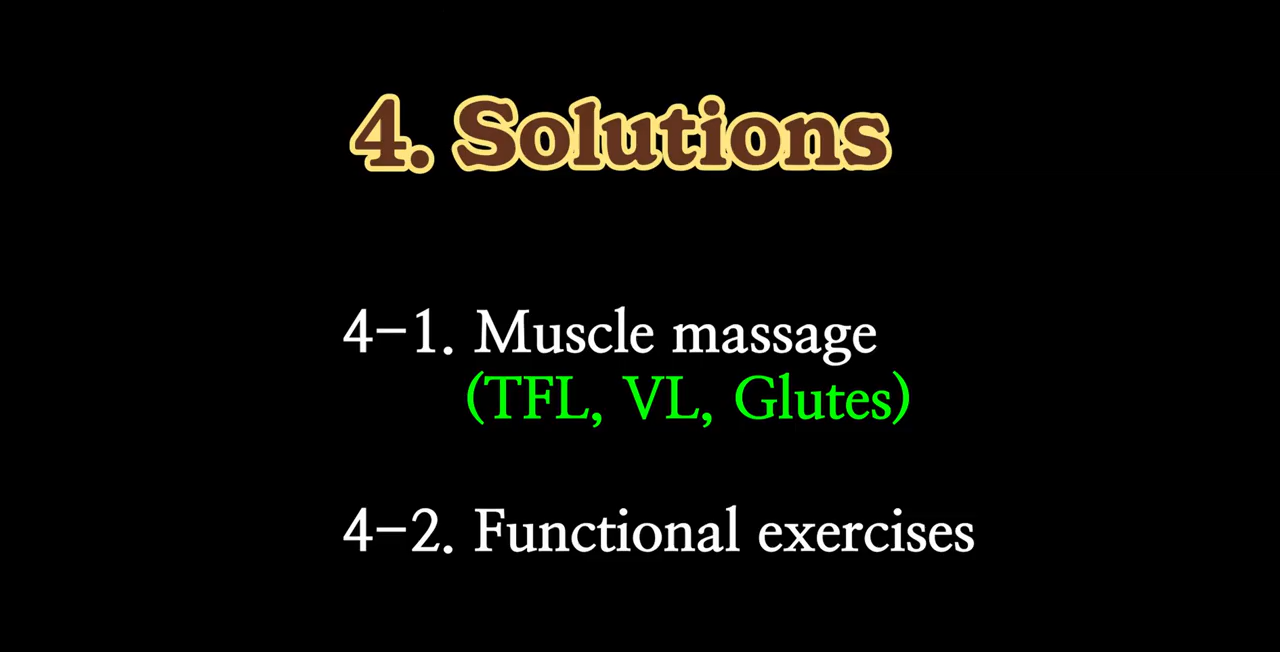 4. Solutions
4-1. Muscle massage
(TFL, VL, Glutes)
4-2. Functional exercises